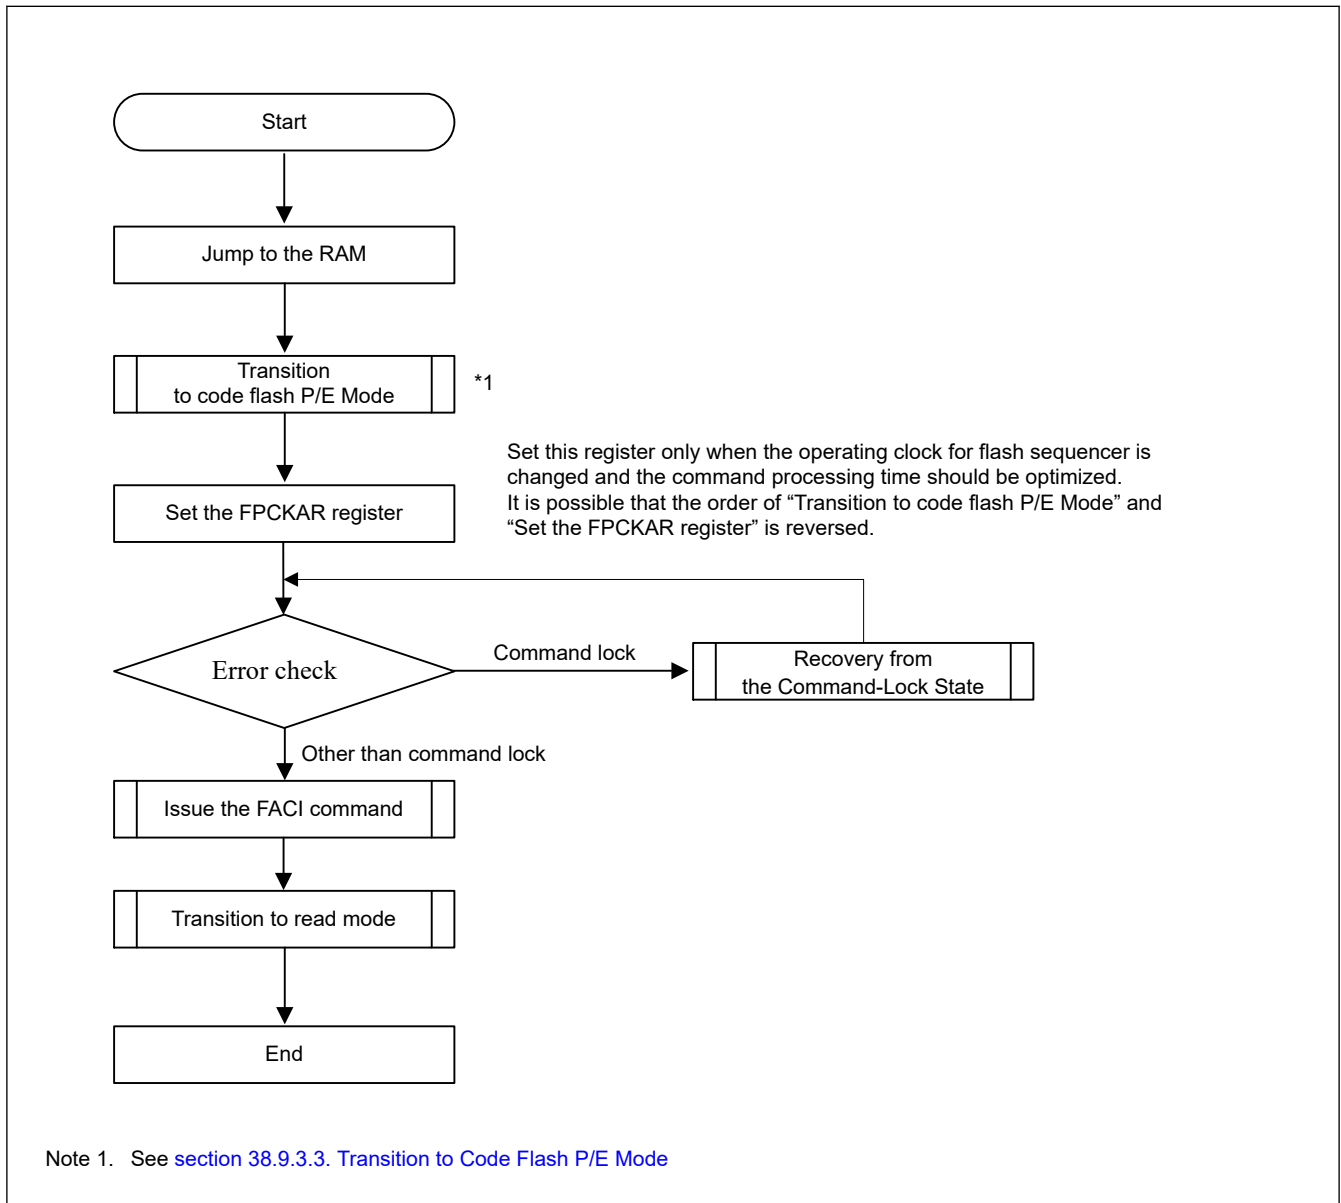 Start
Jump to the RAM
Transition
to code flash P/E Mode
*1
Set this register only when the operating clock for flash sequencer is
changed and the command processing time should be optimized.
It is possible that the order of “Transition to code flash P/E Mode” and
“Set the FPCKAR register” is reversed.
Set the FPCKAR register
Error check
Command lock
Recovery from
the Command-Lock State
Other than command lock
Issue the FACI command
Transition to read mode
End
Note 1. See section 38.9.3.3. Transition to Code Flash P/E Mode